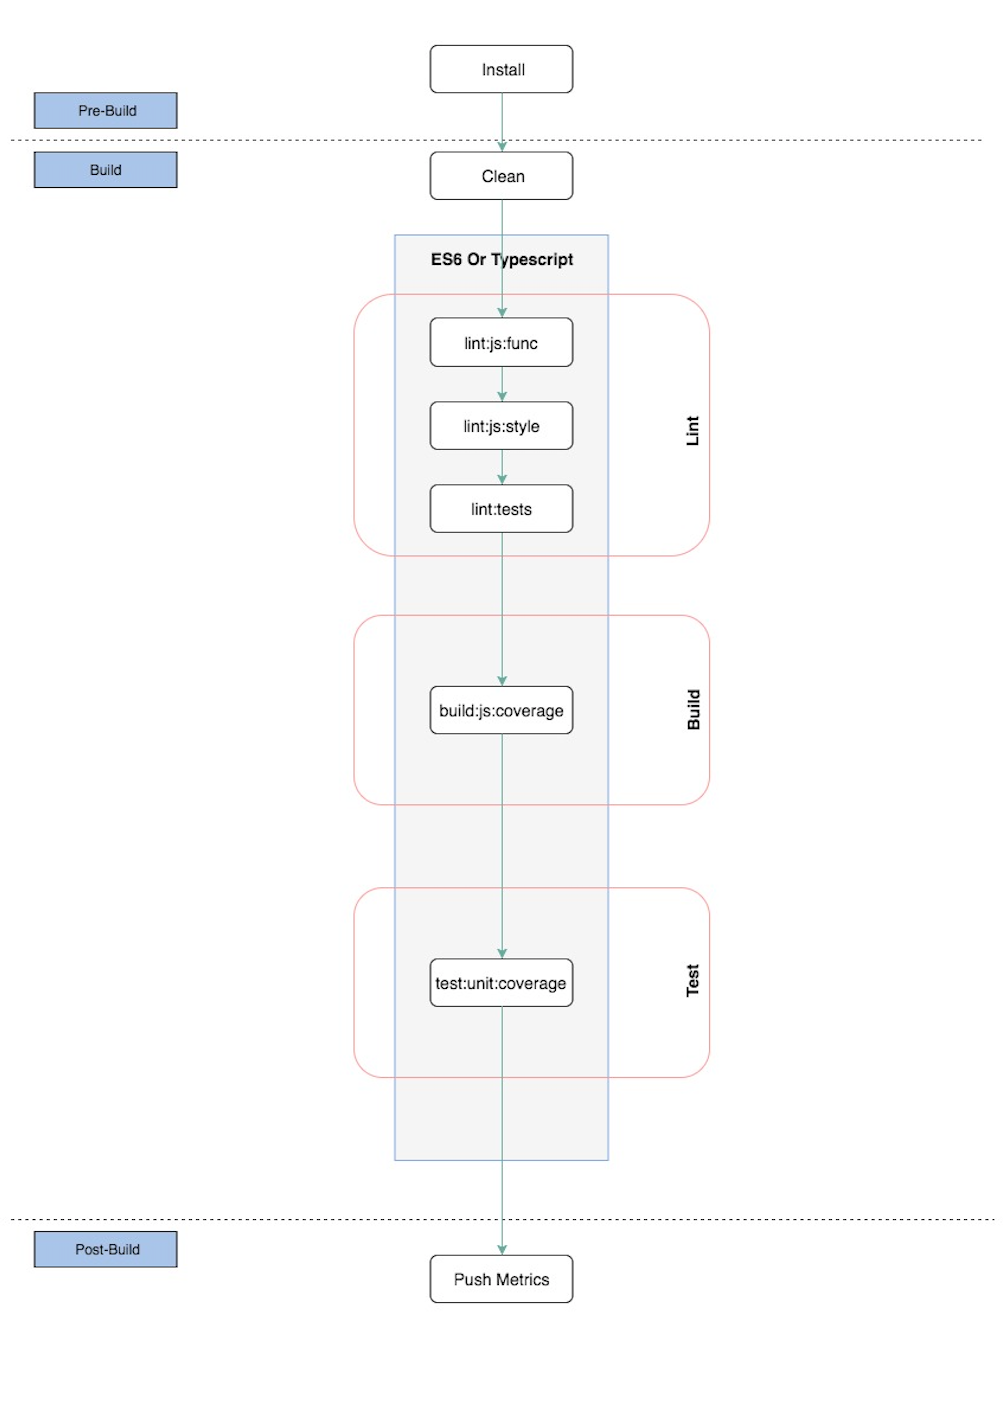 Install
Pre-Build
Build
Clean
ES6 Or Typescript
lint:js:func
lint:js:style
lint:tests
Lint
build:js:coverage
Build
test:unit:coverage
Test
Post-Build
Push Metrics